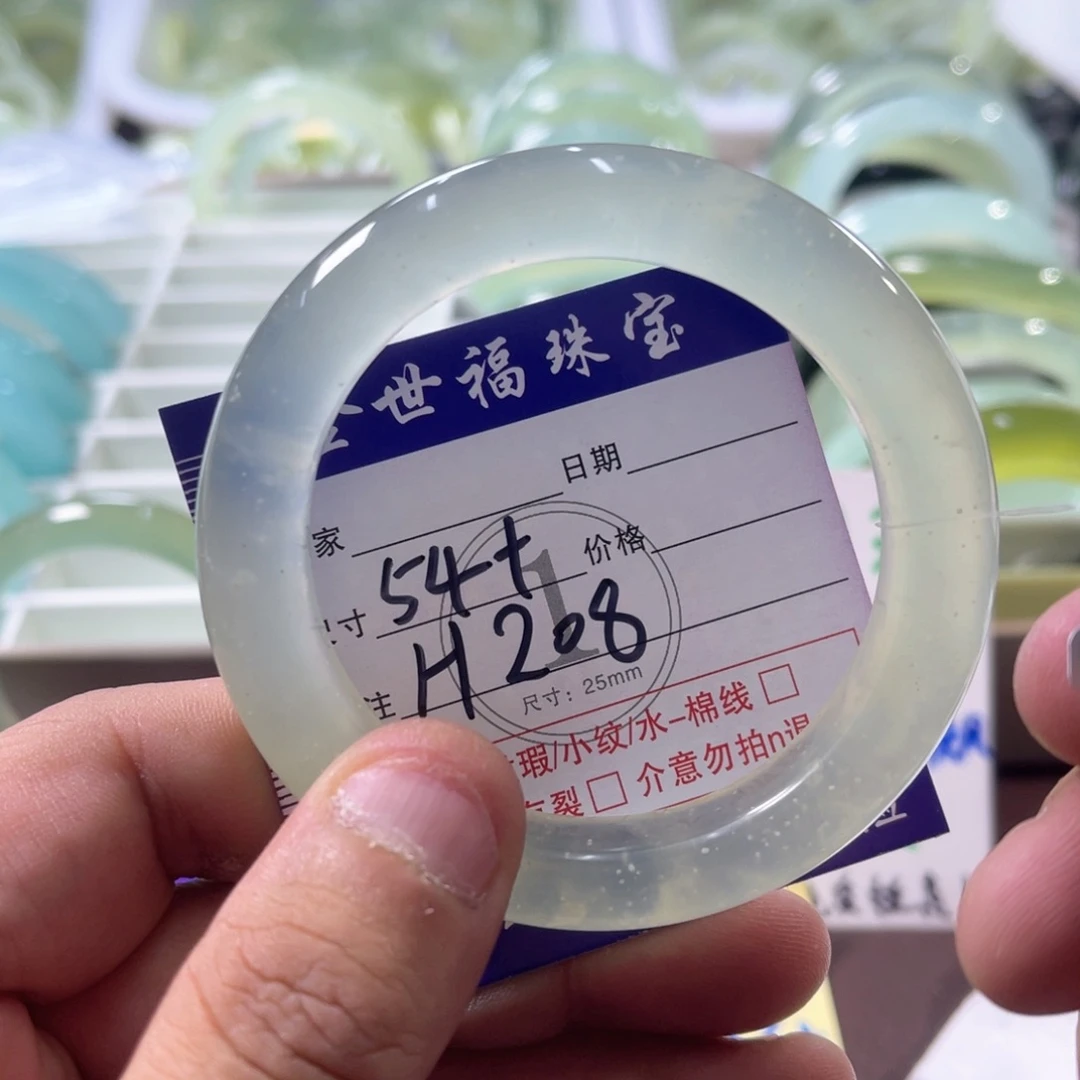 世福珠宝
日期
家
54t 价格
寸
H208
注
1
尺寸：25mm
瑕/小纹/水-棉线□
裂□ 介意勿拍n退